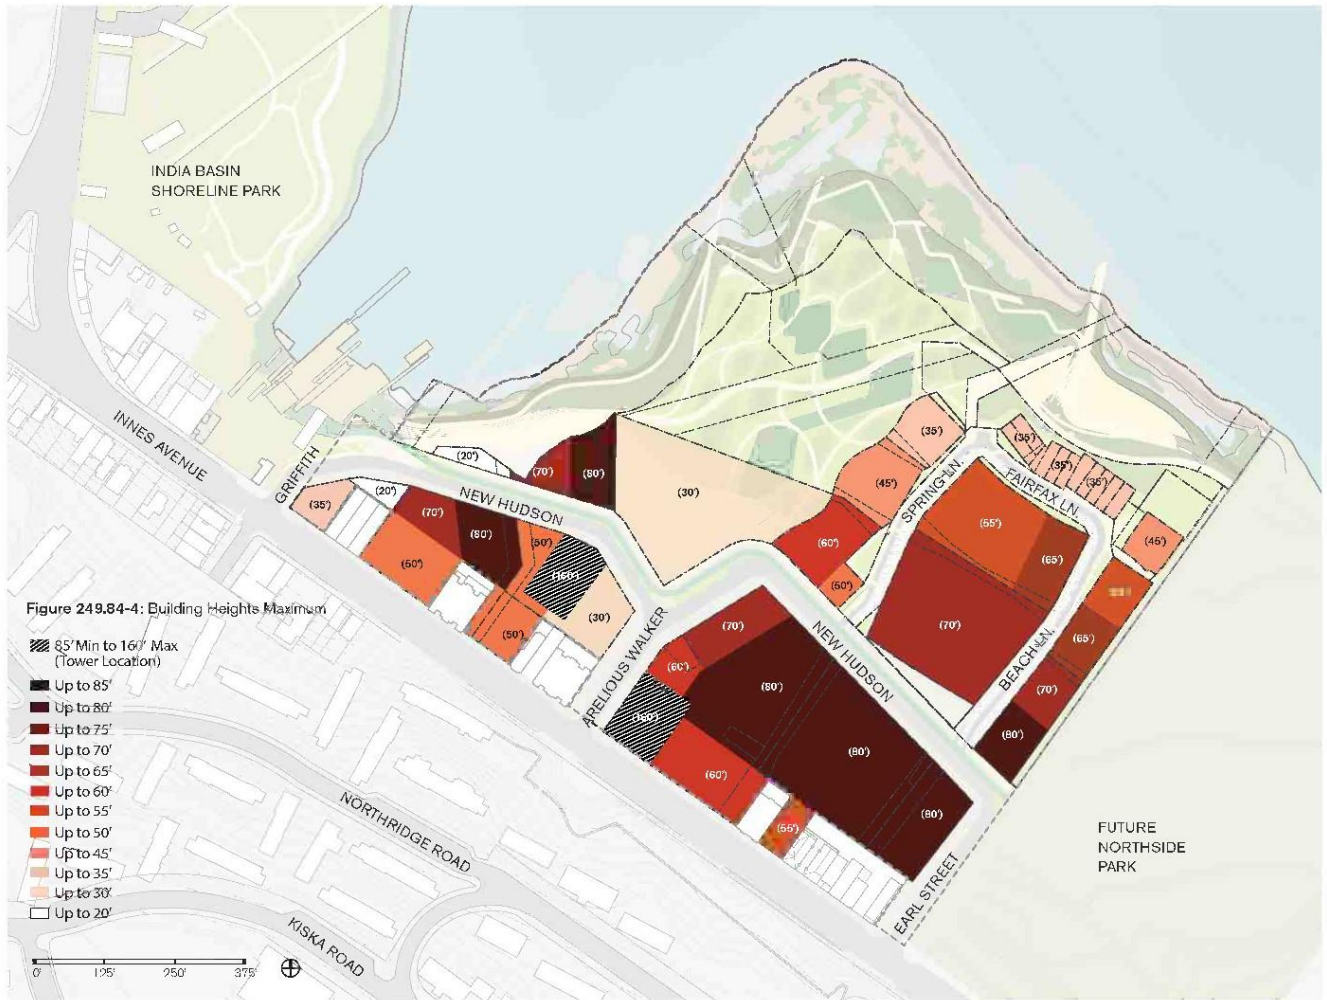 INDIA BASIN
SHORELINE PARK
INNES AVENUE
GRIFFITH
(20')
(70')
(80')
(30')
(35')
(45')
(60')
(50')
SPRING LN.
(35')
(35')
(35')
FAIRFAX LN.
(45')
(55')
(65')
(70')
BEACH LN.
(65')
(70')
(80')
(35')
(20')
NEW HUDSON
(70')
(80')
(50')
(50')
(160')
(30')
(50')
ARELIOUS WALKER
(70')
(60')
(160')
NEW HUDSON
(80')
(80')
(80')
(60')
(55')
EARL STREET
FUTURE
NORTHSIDE
PARK
Figure 249.84-4: Building Heights Maximum
85' Min to 160' Max
(Tower Location)
Up to 85'
Up to 80'
Up to 75'
Up to 70'
Up to 65'
Up to 60'
Up to 55'
Up to 50'
Up to 45'
Up to 35'
Up to 30'
Up to 20'
NORTHRIDGE ROAD
KISKA ROAD
0' 125' 250' 375'